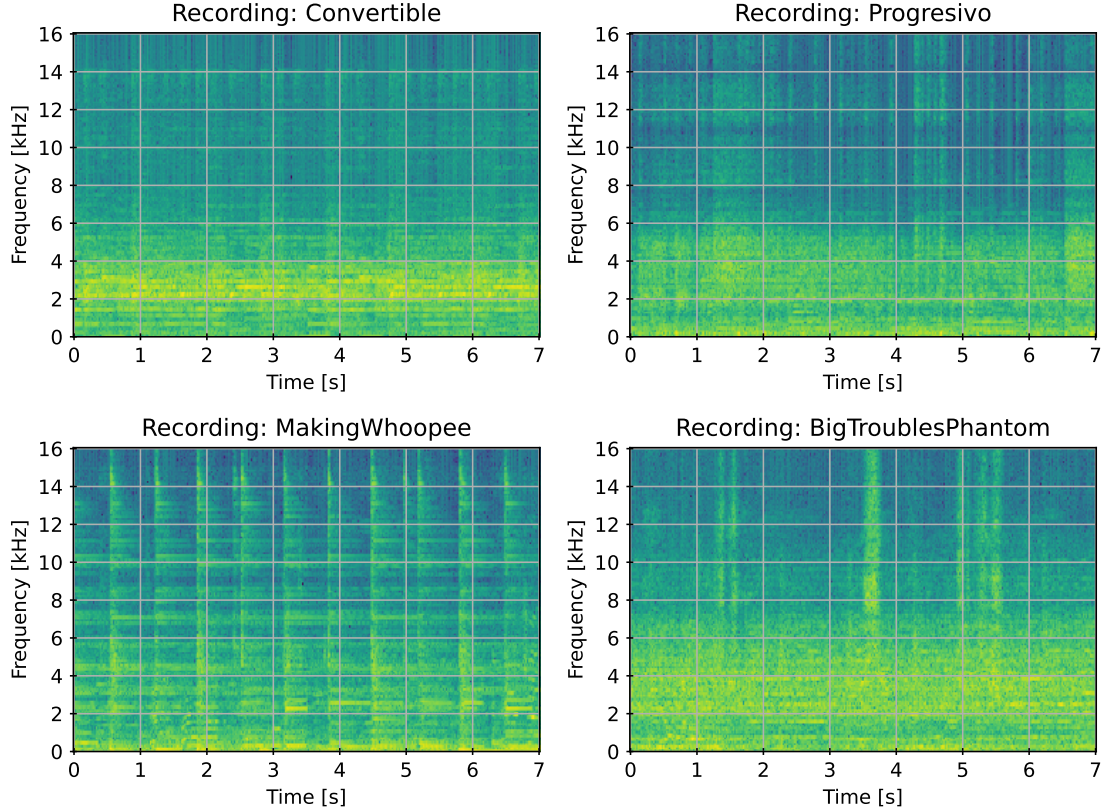 Recording: Convertible
16
14
12
10
8
6
4
2
0
Frequency [kHz]
0 1 2 3 4 5 6 7
Time [s]
Recording: Progresivo
16
14
12
10
8
6
4
2
0
Frequency [kHz]
0 1 2 3 4 5 6 7
Time [s]
Recording: MakingWhoopee
16
14
12
10
8
6
4
2
0
Frequency [kHz]
0 1 2 3 4 5 6 7
Time [s]
Recording: BigTroublesPhantom
16
14
12
10
8
6
4
2
0
Frequency [kHz]
0 1 2 3 4 5 6 7
Time [s]